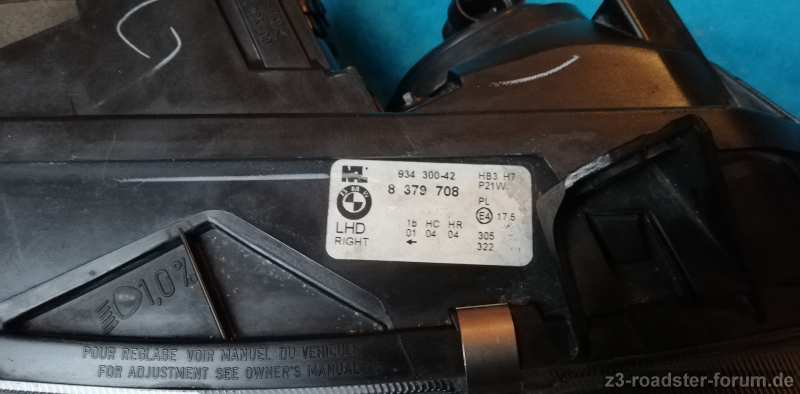 934 300-42
8 379 708
HB3 H7
P21W
BMW
LHD
RIGHT
1b HC HR
01 04 04
←
PL
E4 17.5
305
322
1,0%
POUR REGLAGE VOIR MANUEL DU VEHICULE
FOR ADJUSTMENT SEE OWNER'S MANUAL
z3-roadster-forum.de